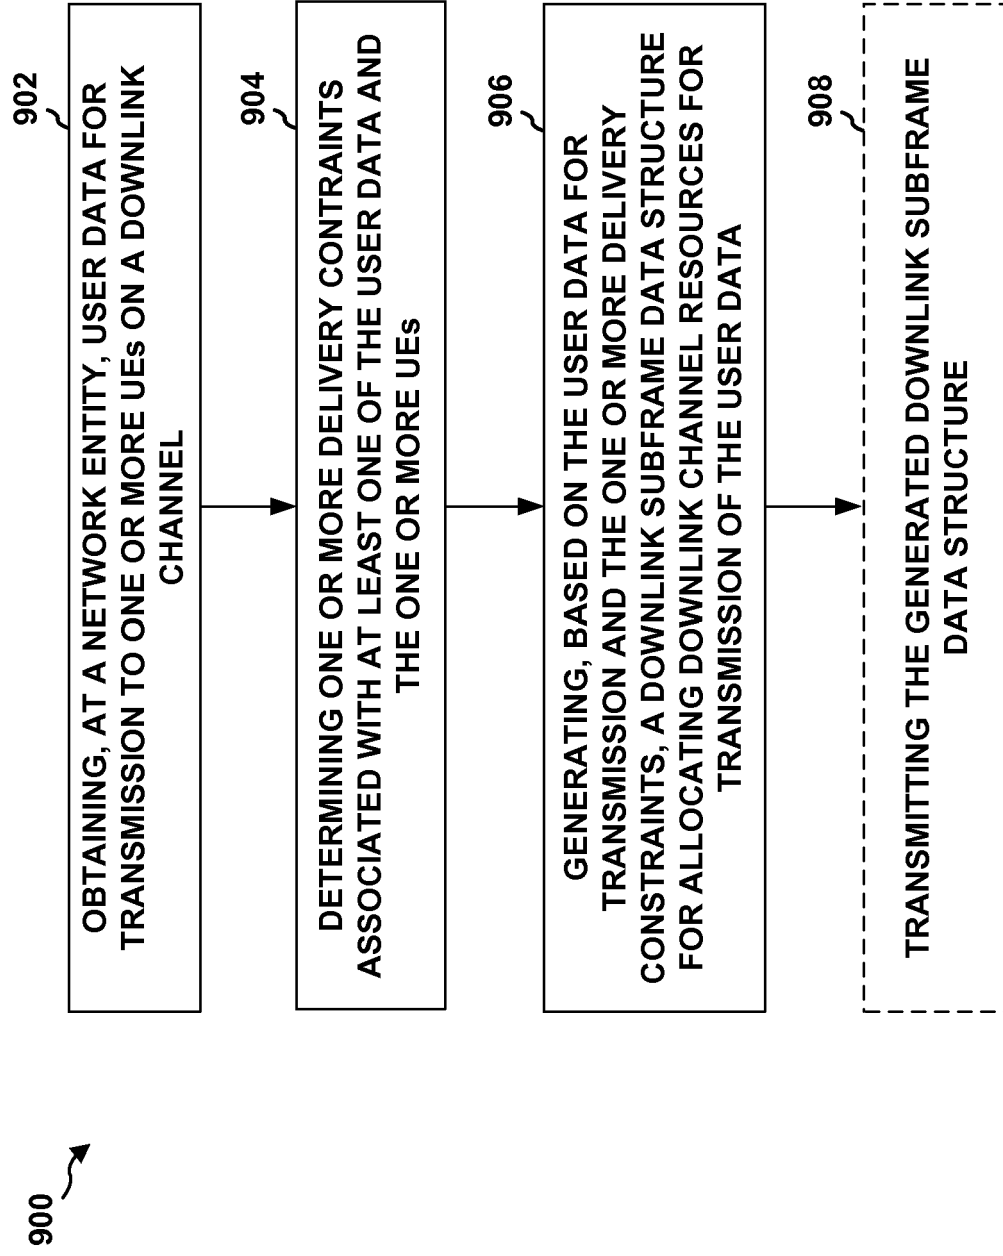 900
902
OBTAINING, AT A NETWORK ENTITY, USER DATA FOR
TRANSMISSION TO ONE OR MORE UEs ON A DOWNLINK
CHANNEL
904
DETERMINING ONE OR MORE DELIVERY CONTRAINTS
ASSOCIATED WITH AT LEAST ONE OF THE USER DATA AND
THE ONE OR MORE UEs
906
GENERATING, BASED ON THE USER DATA FOR
TRANSMISSION AND THE ONE OR MORE DELIVERY
CONSTRAINTS, A DOWNLINK SUBFRAME DATA STRUCTURE
FOR ALLOCATING DOWNLINK CHANNEL RESOURCES FOR
TRANSMISSION OF THE USER DATA
908
TRANSMITTING THE GENERATED DOWNLINK SUBFRAME
DATA STRUCTURE